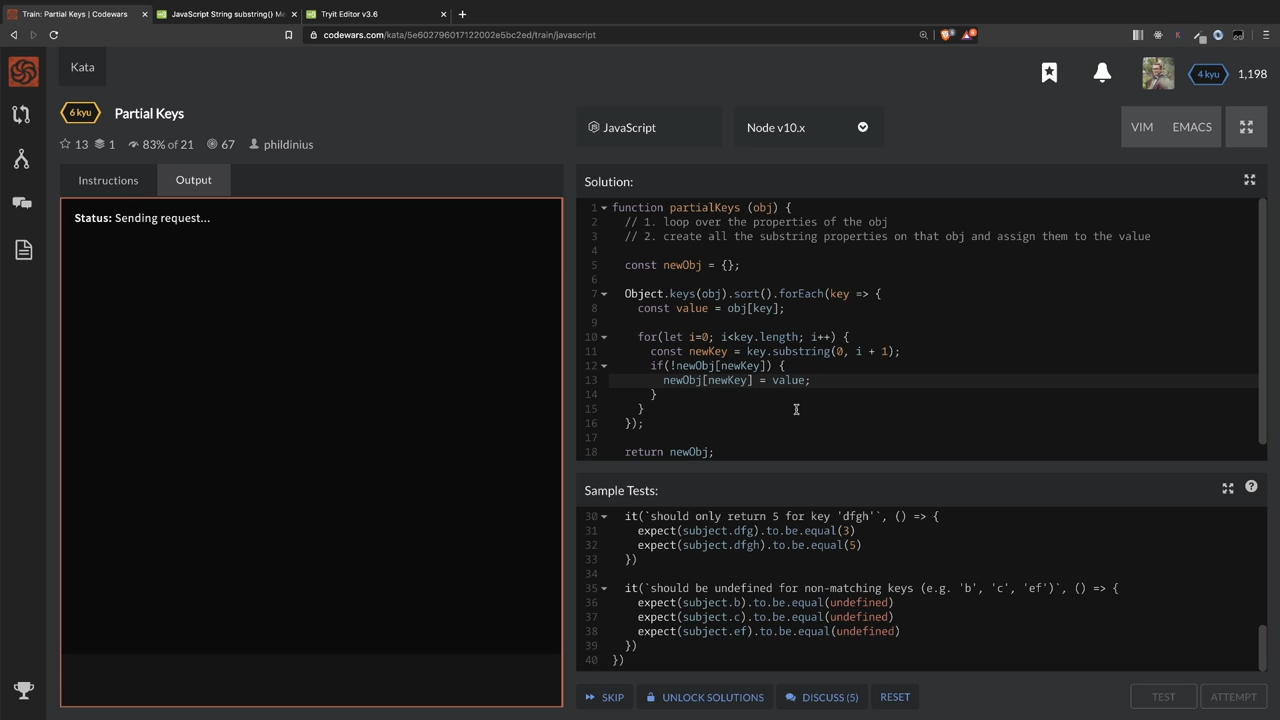 Train: Partial Keys | Codewars
JavaScript String substring() Me
Tryit Editor v3.6
codewars.com/kata/5e602796017122002e5bc2ed/train/javascript
Kata
4 kyu
1,198
6 kyu
Partial Keys
13
1
83% of 21
67
phildinius
JavaScript
Node v10.x
VIM
EMACS
Instructions
Output
Status: Sending request...
Solution:
1 function partialKeys (obj) {
2 // 1. loop over the properties of the obj
3 // 2. create all the substring properties on that obj and assign them to the value
4
5 const newObj = {};
6
7 Object.keys(obj).sort().forEach(key => {
8 const value = obj[key];
9
10 for(let i=0; i<key.length; i++) {
11 const newKey = key.substring(0, i + 1);
12 if(!newObj[newKey]) {
13 newObj[newKey] = value;
14 }
15 }
16 });
17
18 return newObj;
Sample Tests:
30 it(`should only return 5 for key 'dfgh'`, () => {
31 expect(subject.dfg).to.be.equal(3)
32 expect(subject.dfgh).to.be.equal(5)
33 })
34
35 it(`should be undefined for non-matching keys (e.g. 'b', 'c', 'ef')`, () => {
36 expect(subject.b).to.be.equal(undefined)
37 expect(subject.c).to.be.equal(undefined)
38 expect(subject.ef).to.be.equal(undefined)
39 })
40 })
SKIP
UNLOCK SOLUTIONS
DISCUSS (5)
RESET
TEST
ATTEMPT